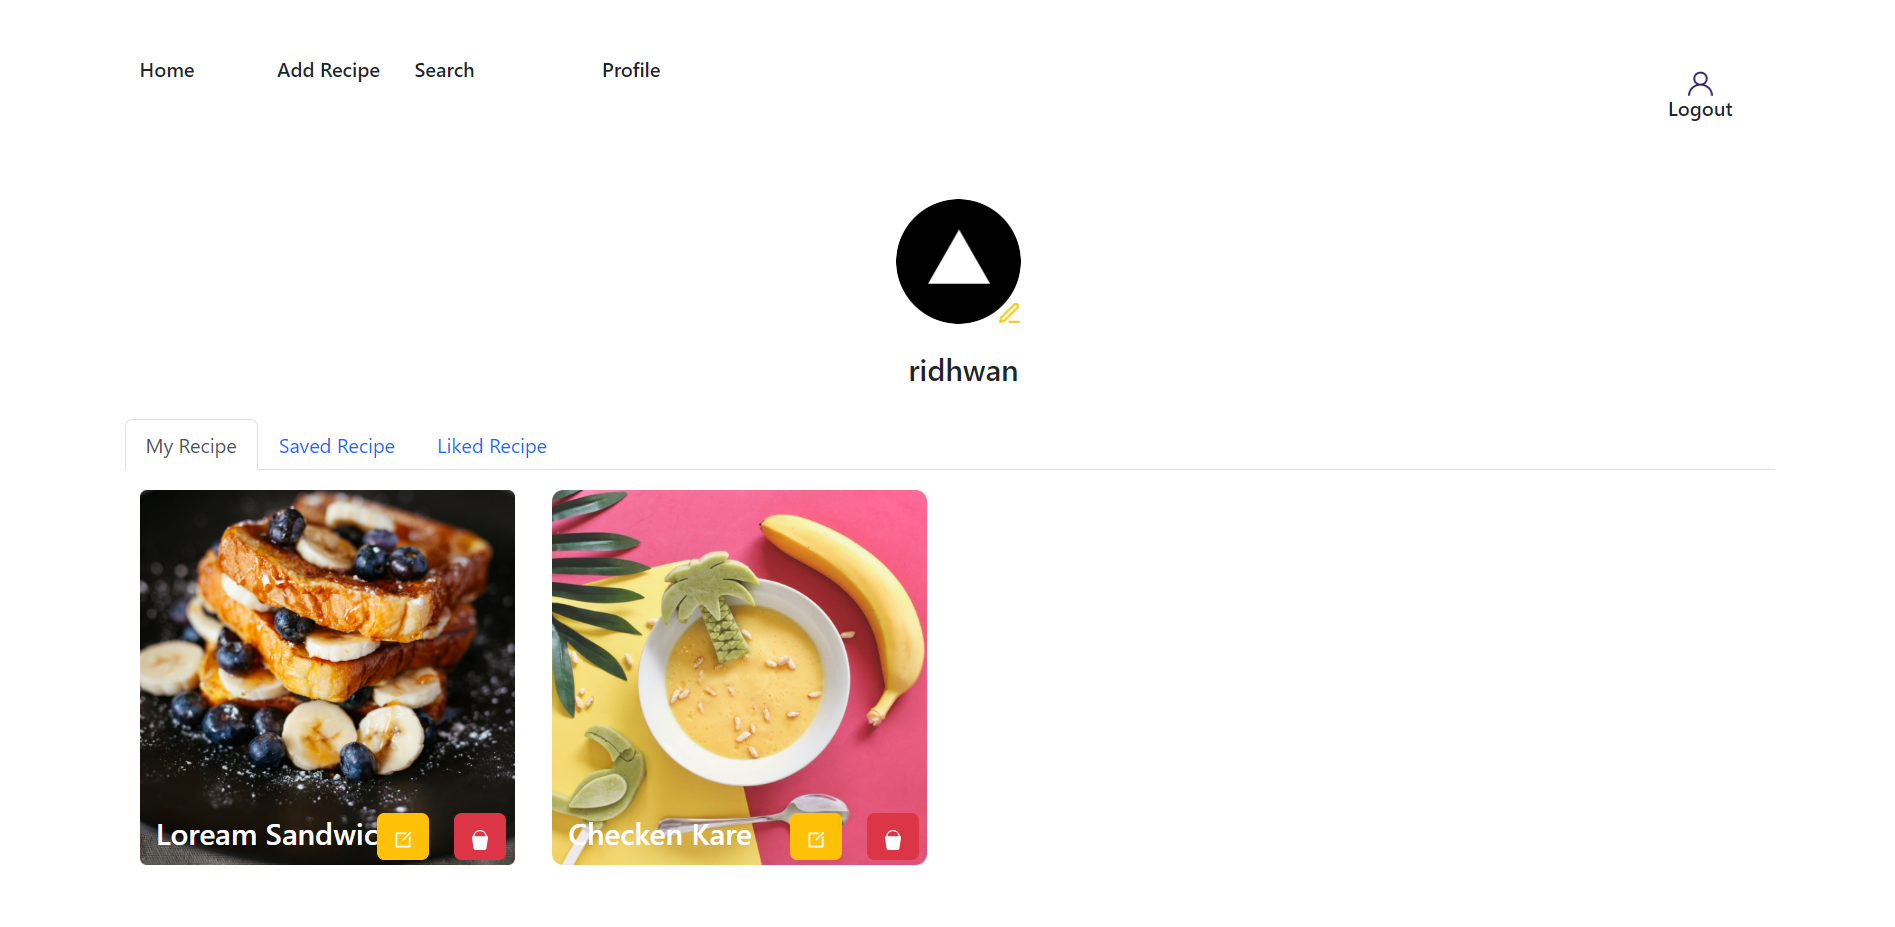 Home Add Recipe Search Profile
Logout
ridhwan
My Recipe Saved Recipe Liked Recipe
Loream Sandwic
Checken Kare